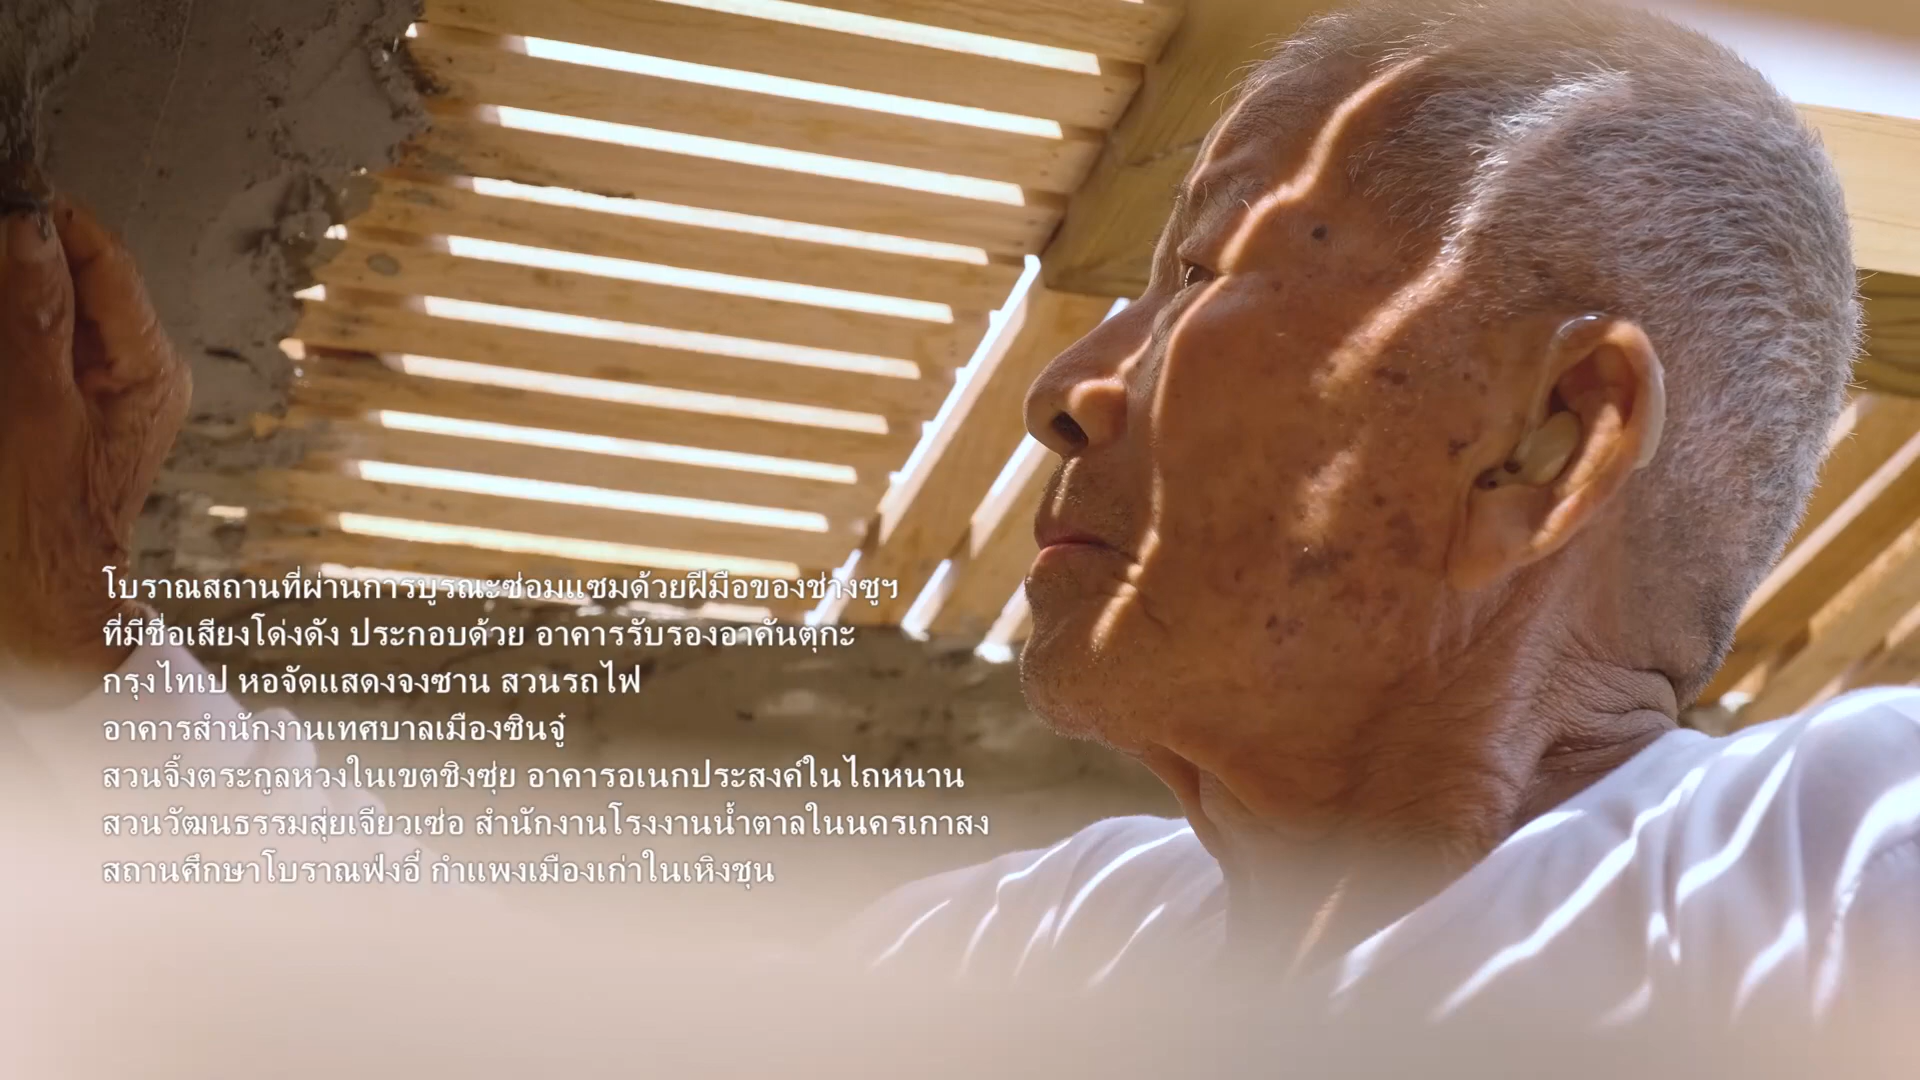 โบราณสถานที่ผ่านการบูรณะซ่อมแซมด้วยฝีมือของช่างซูฯ
ที่มีชื่อเสียงโด่งดัง ประกอบด้วย อาคารรับรองอาคันตุกะ
กรุงไทเป หอจัดแสดงจงซาน สวนรถไฟ
อาคารสำนักงานเทศบาลเมืองซินจู๋
สวนจิ้งตระกูลหวงในเขตชิงซุ่ย อาคารอเนกประสงค์ในไถหนาน
สวนวัฒนธรรมสุ่ยเจียวเซ่อ สำนักงานโรงงานน้ำตาลในนครเกาสง
สถานศึกษาโบราณฟ่งอี๋ กำแพงเมืองเก่าในเหิงชุน